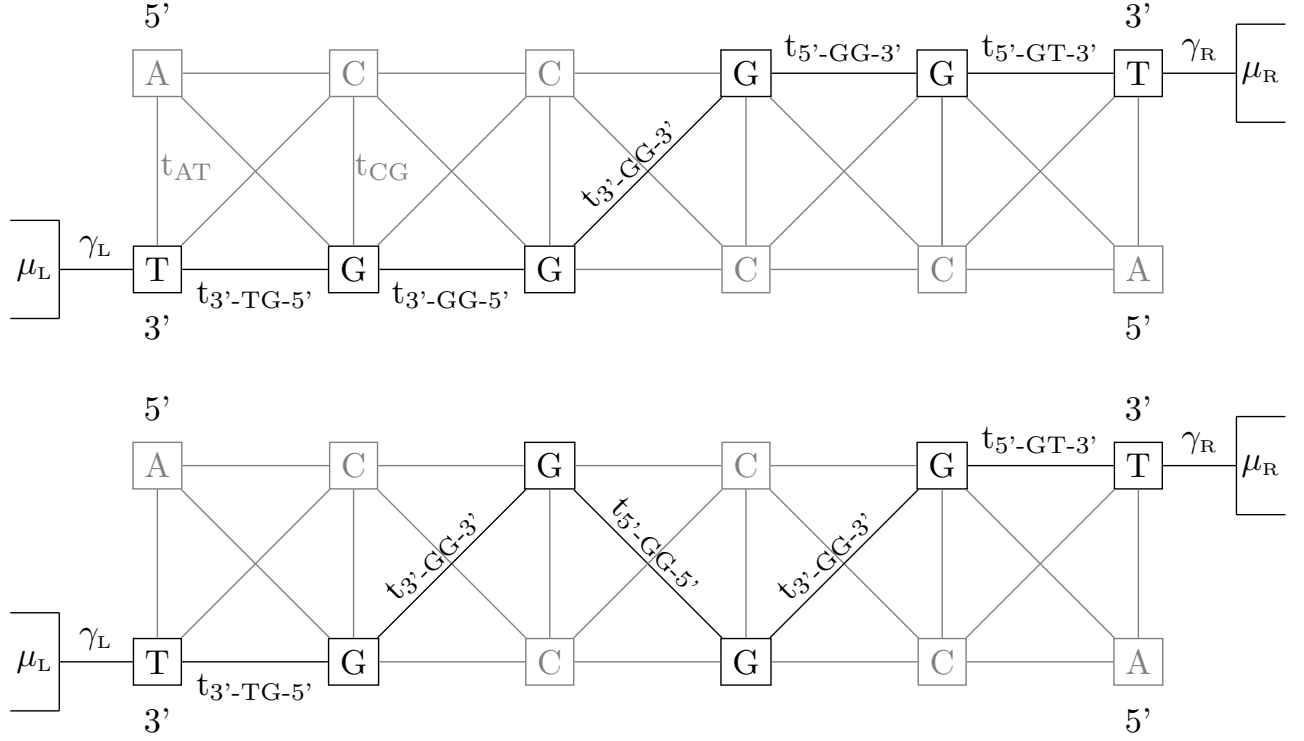 5' 3'
A C C G t5'-GG-3' G t5'-GT-3' T γR μR
tAT tCG t3'-GG-3'
μL γL T t3'-TG-5' G t3'-GG-5' G C C A
3' 5'
5' 3'
A C G C G t5'-GT-3' T γR μR
t3'-GG-3' t5'-GG-5' t3'-GG-3'
μL γL T t3'-TG-5' G C G C A
3' 5'